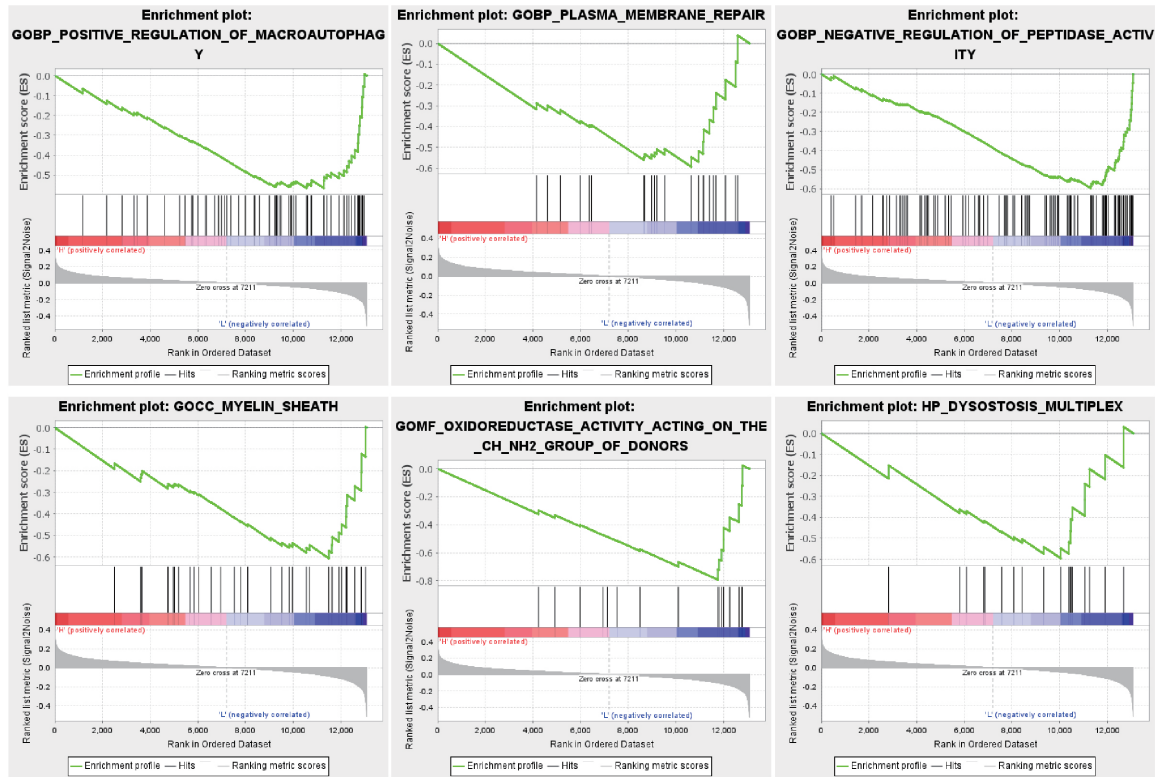 Enrichment plot:
GOBP_POSITIVE_REGULATION_OF_MACROAUTOPHAG
Y
Enrichment score (ES)
0.0
-0.1
-0.2
-0.3
-0.4
-0.5
'H' (positively correlated)
Ranked list metric (Signal2Noise)
0.4
0.2
0.0
-0.2
-0.4
Zero cross at 7211
'L' (negatively correlated)
0 2,000 4,000 6,000 8,000 10,000 12,000
Rank in Ordered Dataset
Enrichment profile Hits Ranking metric scores
Enrichment plot: GOBP_PLASMA_MEMBRANE_REPAIR
Enrichment score (ES)
0.0
-0.1
-0.2
-0.3
-0.4
-0.5
-0.6
'H' (positively correlated)
Ranked list metric (Signal2Noise)
0.4
0.2
0.0
-0.2
-0.4
Zero cross at 7211
'L' (negatively correlated)
0 2,000 4,000 6,000 8,000 10,000 12,000
Rank in Ordered Dataset
Enrichment profile Hits Ranking metric scores
Enrichment plot:
GOBP_NEGATIVE_REGULATION_OF_PEPTIDASE_ACTIV
ITY
Enrichment score (ES)
0.0
-0.1
-0.2
-0.3
-0.4
-0.5
-0.6
'H' (positively correlated)
Ranked list metric (Signal2Noise)
0.4
0.2
0.0
-0.2
-0.4
Zero cross at 7211
'L' (negatively correlated)
0 2,000 4,000 6,000 8,000 10,000 12,000
Rank in Ordered Dataset
Enrichment profile Hits Ranking metric scores
Enrichment plot: GOCC_MYELIN_SHEATH
Enrichment score (ES)
0.0
-0.1
-0.2
-0.3
-0.4
-0.5
-0.6
'H' (positively correlated)
Ranked list metric (Signal2Noise)
0.4
0.2
0.0
-0.2
-0.4
Zero cross at 7211
'L' (negatively correlated)
0 2,000 4,000 6,000 8,000 10,000 12,000
Rank in Ordered Dataset
Enrichment profile Hits Ranking metric scores
Enrichment plot:
GOMF_OXIDOREDUCTASE_ACTIVITY_ACTING_ON_THE
_CH_NH2_GROUP_OF_DONORS
Enrichment score (ES)
0.0
-0.2
-0.4
-0.6
-0.8
'H' (positively correlated)
Ranked list metric (Signal2Noise)
0.4
0.2
0.0
-0.2
-0.4
Zero cross at 7211
'L' (negatively correlated)
0 2,000 4,000 6,000 8,000 10,000 12,000
Rank in Ordered Dataset
Enrichment profile Hits Ranking metric scores
Enrichment plot: HP_DYSOSTOSIS_MULTIPLEX
Enrichment score (ES)
0.0
-0.1
-0.2
-0.3
-0.4
-0.5
-0.6
'H' (positively correlated)
Ranked list metric (Signal2Noise)
0.4
0.2
0.0
-0.2
-0.4
Zero cross at 7211
'L' (negatively correlated)
0 2,000 4,000 6,000 8,000 10,000 12,000
Rank in Ordered Dataset
Enrichment profile Hits Ranking metric scores